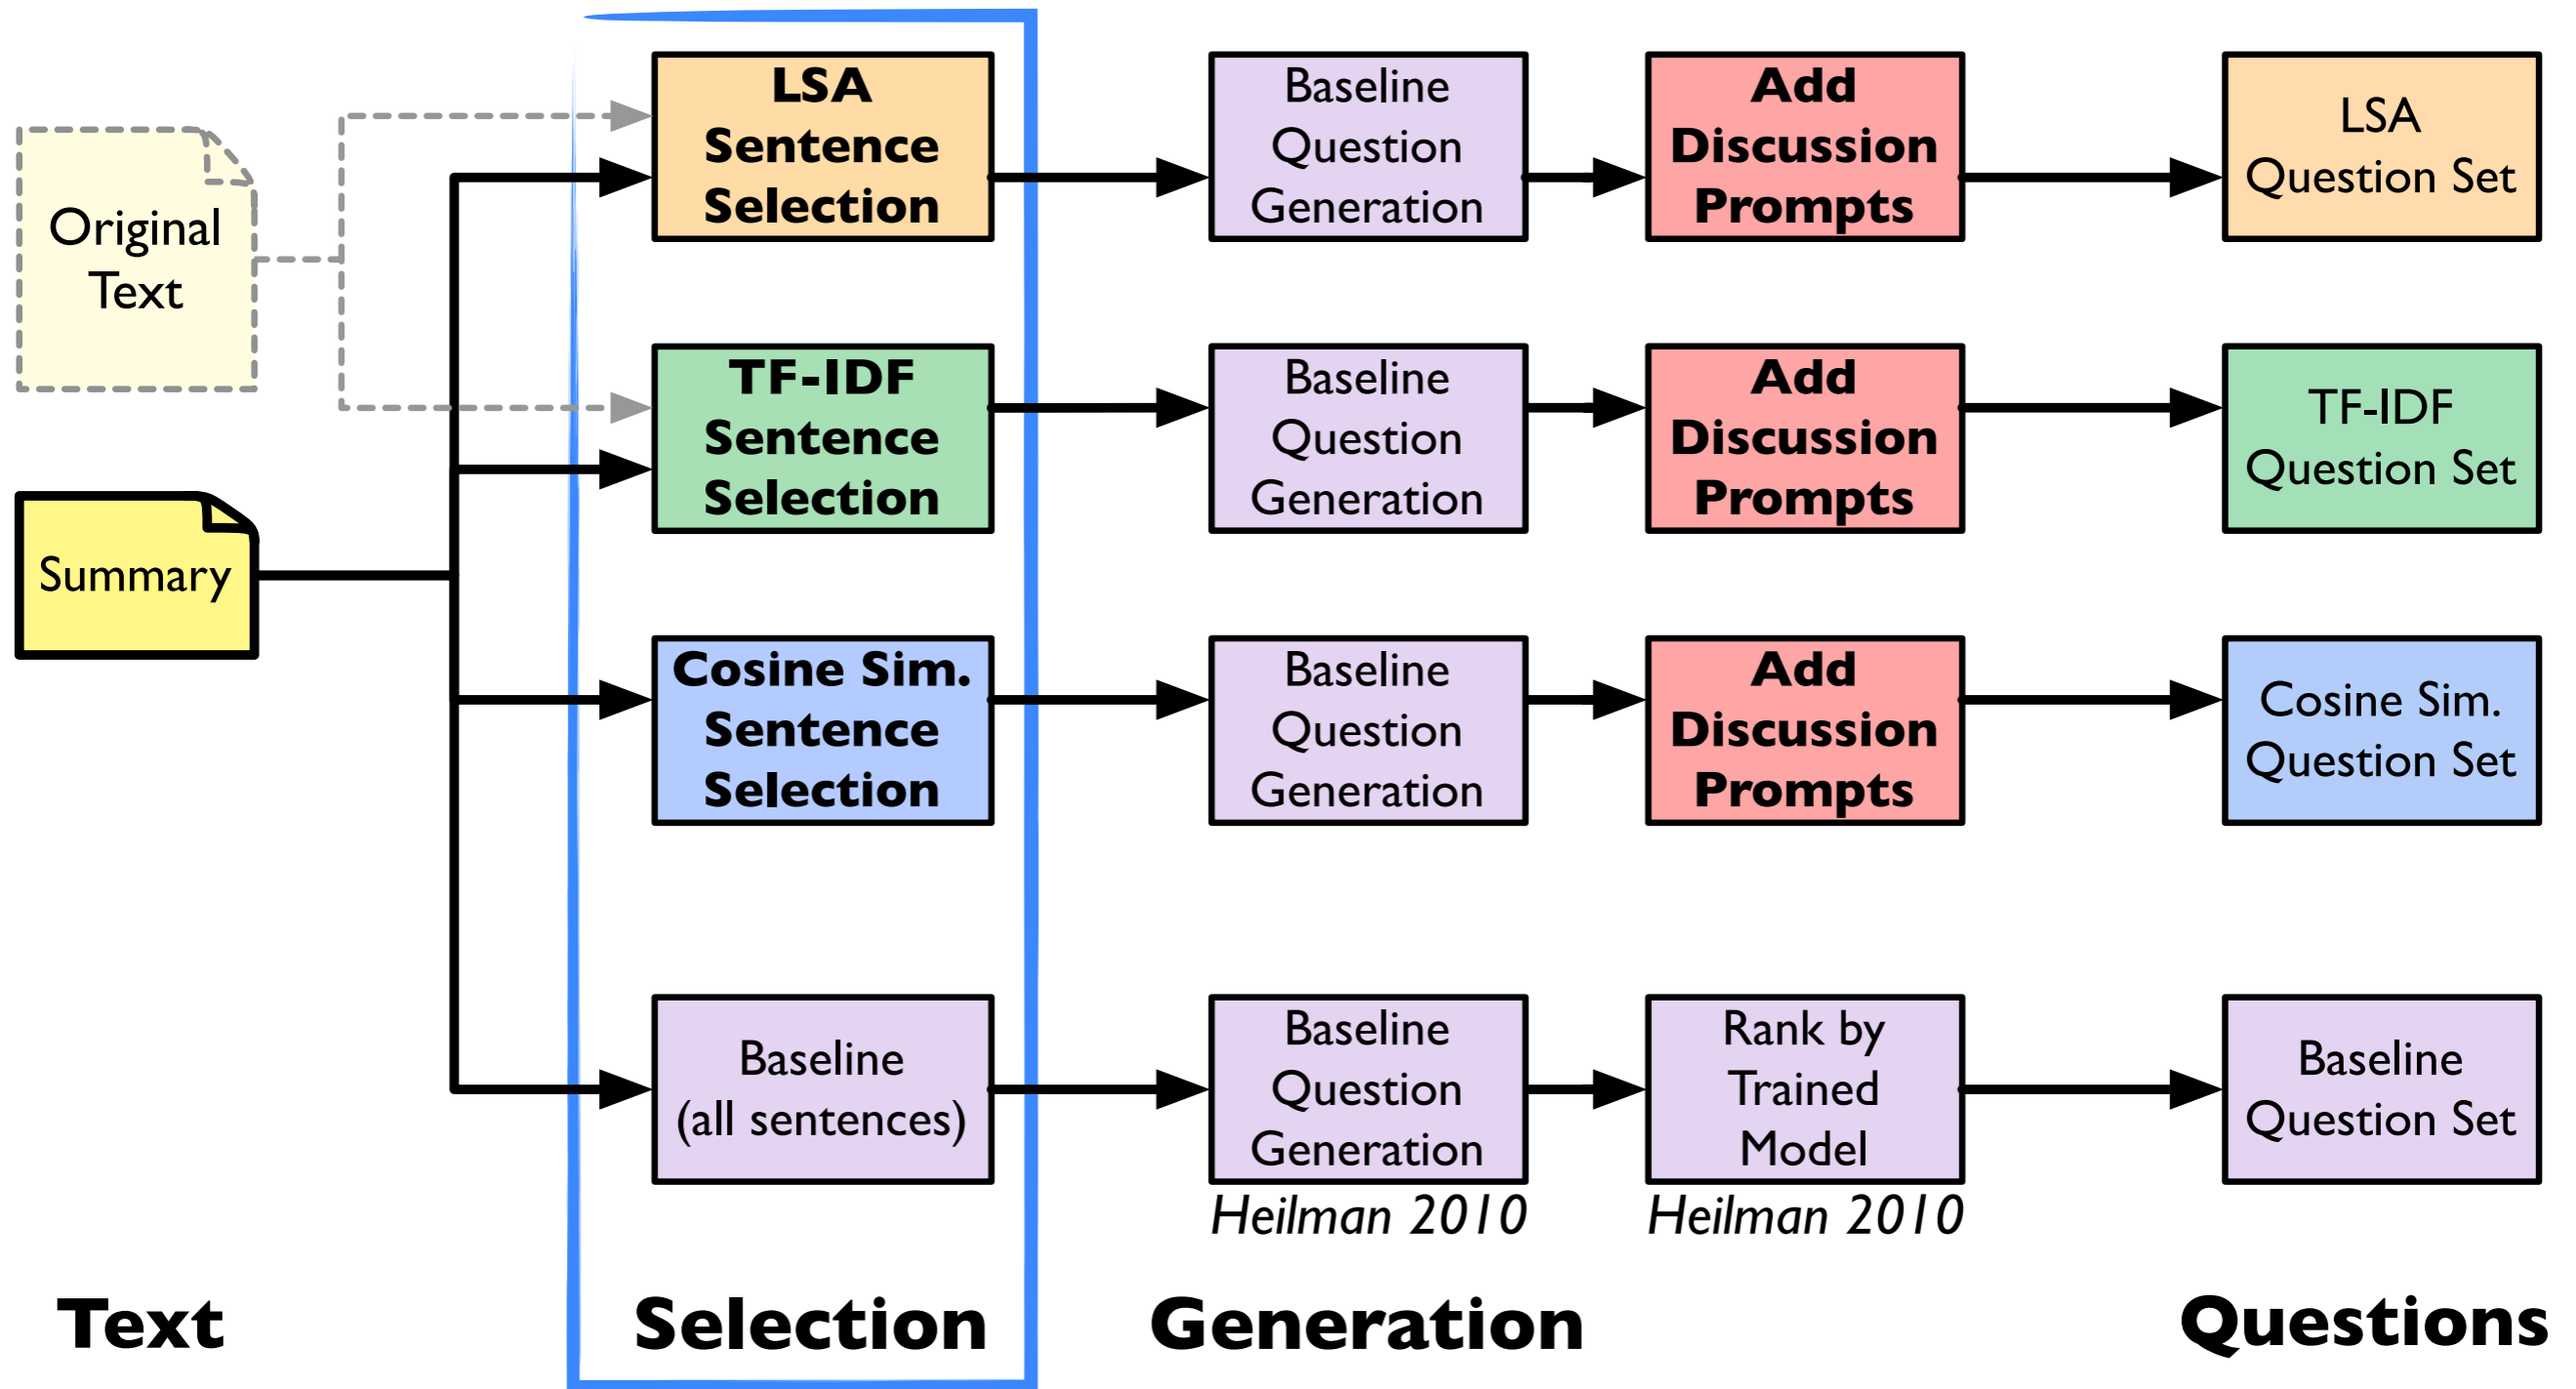 Original
Text
Summary
LSA
Sentence
Selection
Baseline
Question
Generation
Add
Discussion
Prompts
LSA
Question Set
TF-IDF
Sentence
Selection
Baseline
Question
Generation
Add
Discussion
Prompts
TF-IDF
Question Set
Cosine Sim.
Sentence
Selection
Baseline
Question
Generation
Add
Discussion
Prompts
Cosine Sim.
Question Set
Baseline
(all sentences)
Baseline
Question
Generation
Heilman 2010
Rank by
Trained
Model
Heilman 2010
Baseline
Question Set
Text
Selection
Generation
Questions